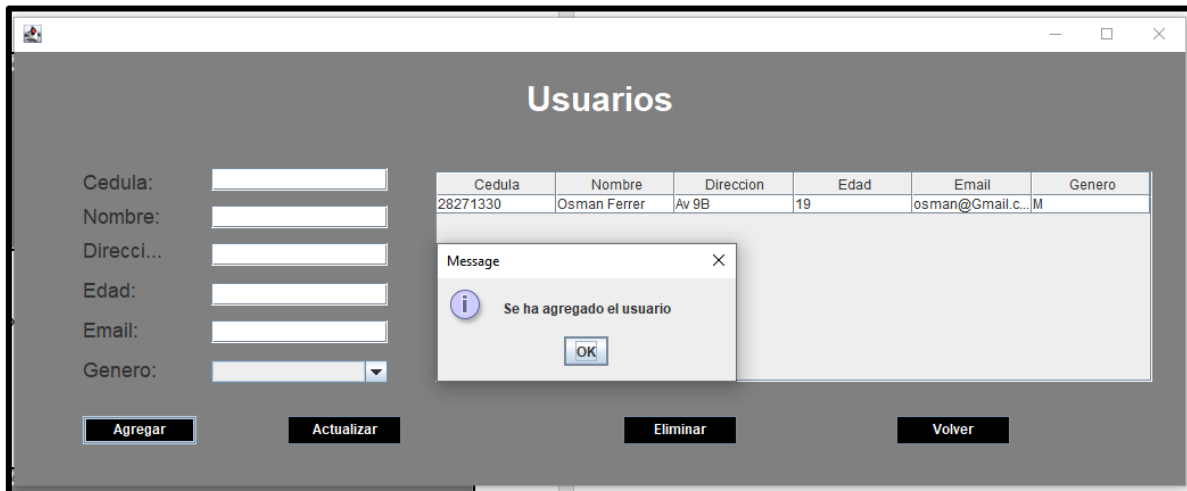 Usuarios
Cedula:
Nombre:
Direcci...
Edad:
Email:
Genero:
Cedula Nombre Direccion Edad Email Genero
28271330 Osman Ferrer Av 9B 19 osman@Gmail.c... M
Message
Se ha agregado el usuario
OK
Agregar Actualizar Eliminar Volver